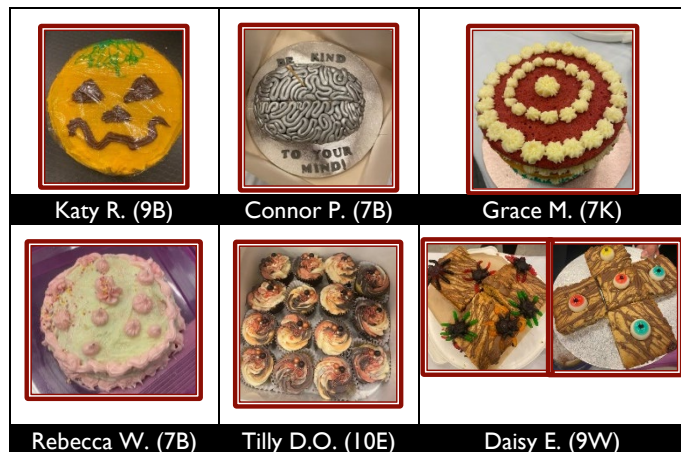 BE KIND
TO YOUR
MIND!
Katy R. (9B)
Connor P. (7B)
Grace M. (7K)
Rebecca W. (7B)
Tilly D.O. (10E)
Daisy E. (9W)